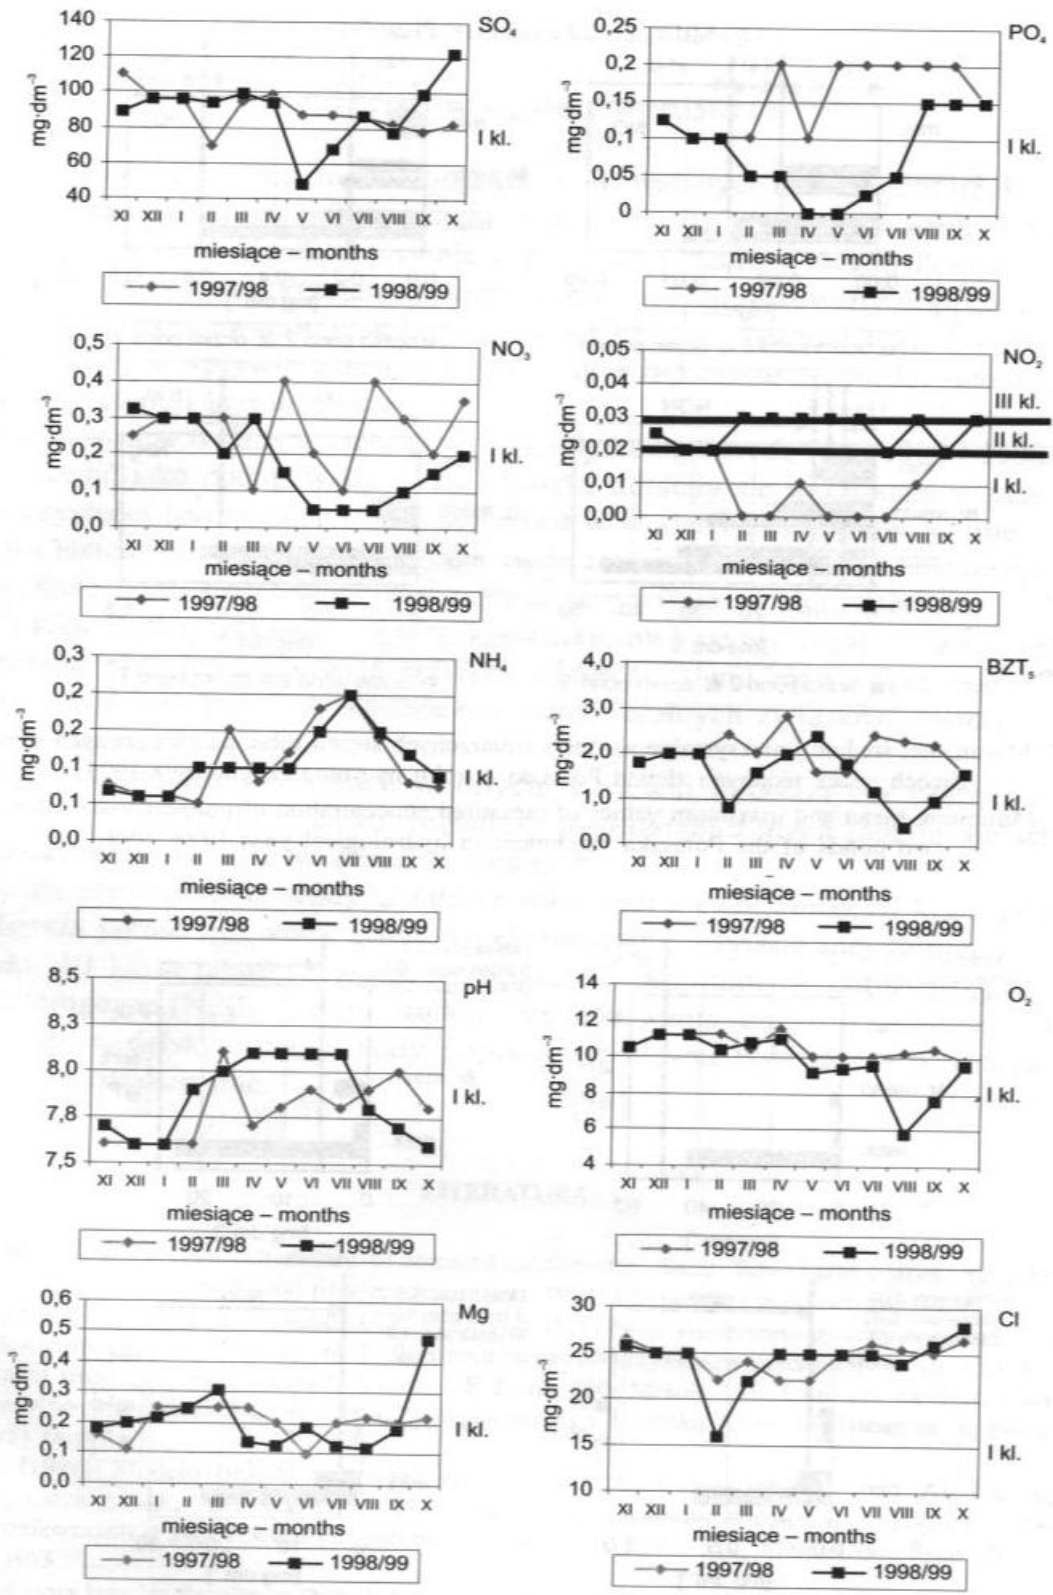 SO₄
mg·dm⁻³
140
120
100
80
60
40
I kl.
XI XII I II III IV V VI VII VIII IX X
miesiące – months
1997/98 1998/99
PO₄
mg·dm⁻³
0,25
0,2
0,15
0,1
0,05
0
I kl.
XI XII I II III IV V VI VII VIII IX X
miesiące – months
1997/98 1998/99
NO₃
mg·dm⁻³
0,5
0,4
0,3
0,2
0,1
0,0
I kl.
XI XII I II III IV V VI VII VIII IX X
miesiące – months
1997/98 1998/99
NO₂
mg·dm⁻³
0,05
0,04
0,03
0,02
0,01
0,00
III kl.
II kl.
I kl.
XI XII I II III IV V VI VII VIII IX X
miesiące – months
1997/98 1998/99
NH₄
mg·dm⁻³
0,3
0,2
0,2
0,1
0,1
0,0
I kl.
XI XII I II III IV V VI VII VIII IX X
miesiące – months
1997/98 1998/99
BZT₅
mg·dm⁻³
4,0
3,0
2,0
1,0
0,0
I kl.
XI XII I II III IV V VI VII VIII IX X
miesiące – months
1997/98 1998/99
pH
8,5
8,3
8,0
7,8
7,5
I kl.
XI XII I II III IV V VI VII VIII IX X
miesiące – months
1997/98 1998/99
O₂
mg·dm⁻³
14
12
10
8
6
4
I kl.
XI XII I II III IV V VI VII VIII IX X
miesiące – months
1997/98 1998/99
Mg
mg·dm⁻³
0,6
0,5
0,4
0,3
0,2
0,1
0,0
I kl.
XI XII I II III IV V VI VII VIII IX X
miesiące – months
1997/98 1998/99
Cl
mg·dm⁻³
30
25
20
15
10
I kl.
XI XII I II III IV V VI VII VIII IX X
miesiące – months
1997/98 1998/99